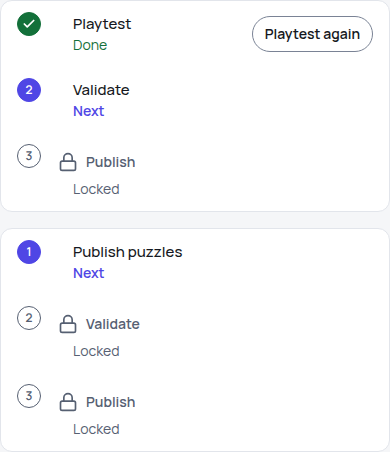 Playtest
Done
Playtest again
2
Validate
Next
3
Publish
Locked
1
Publish puzzles
Next
2
Validate
Locked
3
Publish
Locked